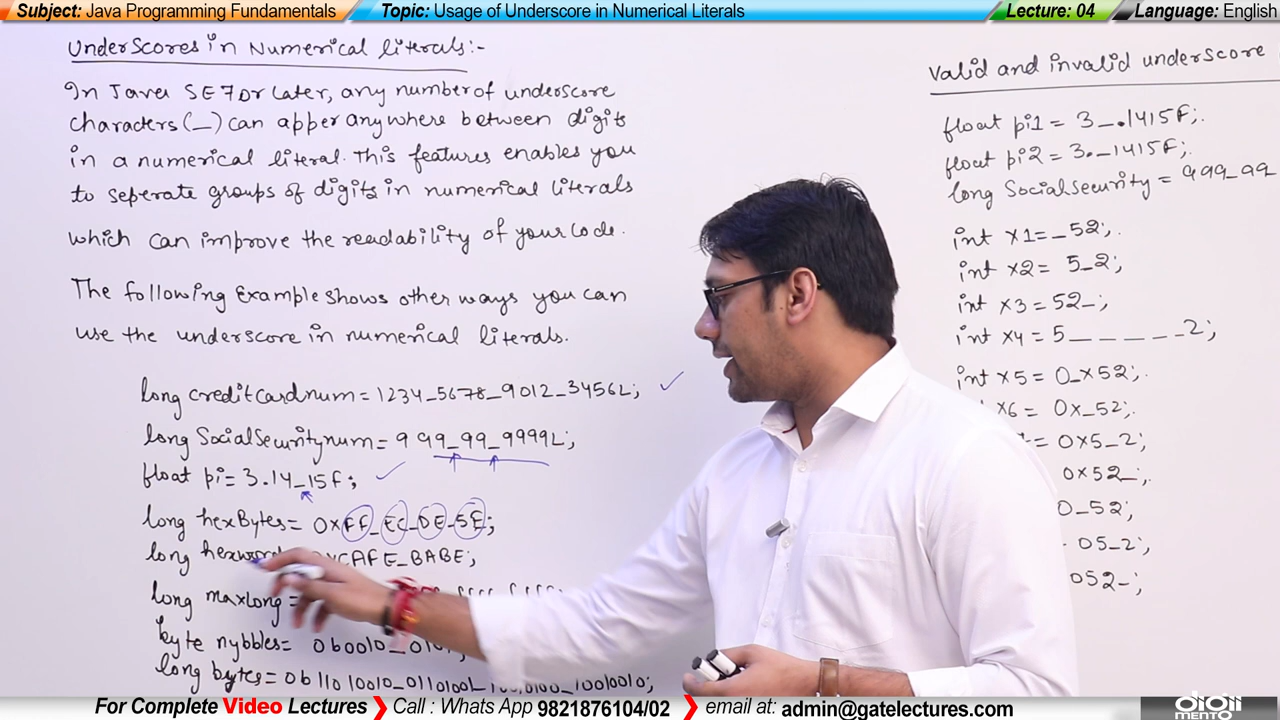 Subject: Java Programming Fundamentals
Topic: Usage of Underscore in Numerical Literals
Lecture: 04
Language: English
UnderScores in Numerical literals:-
In Java SE7 or later, any number of underscore
characters(_) can apper any where between digits
in a numerical literal. This features enables you
to seperate groups of digits in numerical literals
which can improve the readability of your code.
The following Example shows other ways you can
use the underscore in numerical literals.
long creditcardnum = 1234_5678_9012_3456L;
long SocialSecuritynum = 999_99_9999L;
float pi = 3.14_15F;
long hexBytes = 0xFF_EC_DE_5E;
long CAFE_BABE;
long maxlong =
byte nybbles = 0b0010_
long bytes = 0b11010010_01101001_ _10010010;
Valid and invalid underscore
float pi1 = 3_.1415F;
float pi2 = 3._1415F;
long SocialSecurity = 999_99
int x1 = _52;
int x2 = 5_2;
int x3 = 52_;
int x4 = 5_____2;
int x5 = 0_x52;
x6 = 0x_52;
= 0x5_2;
0x52_;
0_52;
05_2;
052_;
For Complete Video Lectures
Call : Whats App 9821876104/02
email at: admin@gatelectures.com
digii
MENTO